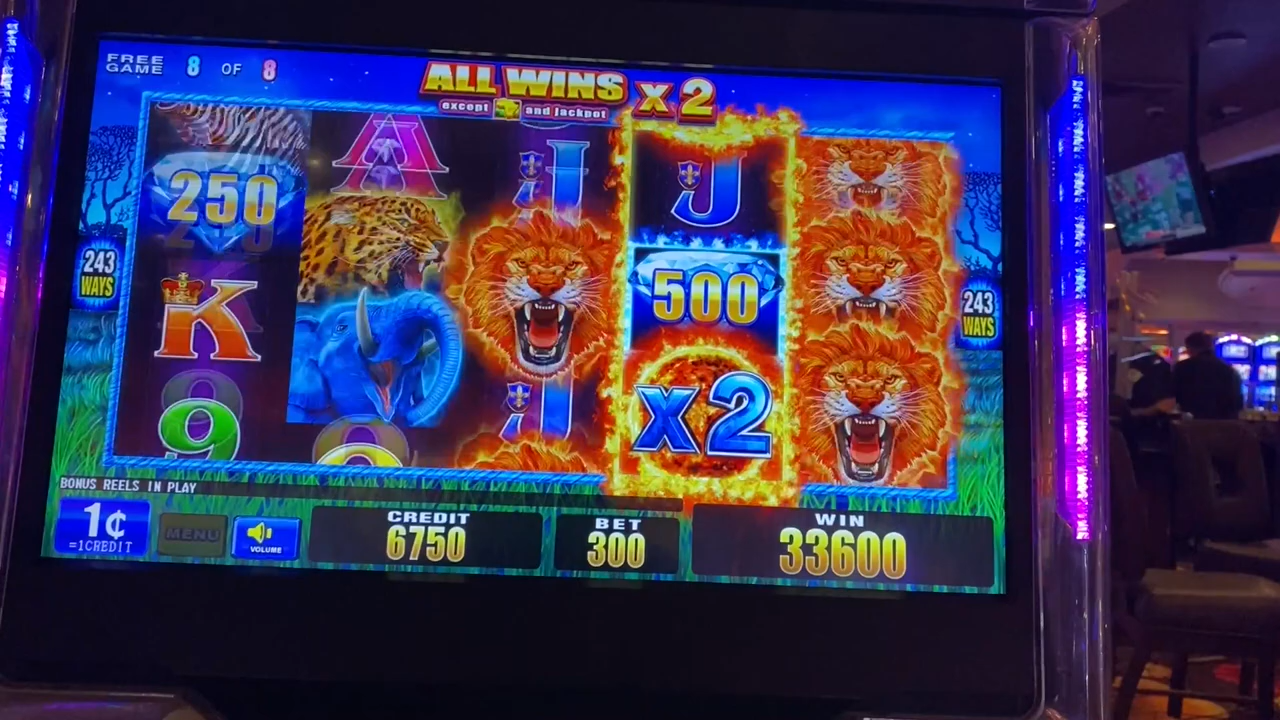 FREE GAME 8 OF 8
ALL WINS x2
except and jackpot
250
A
J
J
243 WAYS
K
500
243 WAYS
9
J
x2
BONUS REELS IN PLAY
1¢
=1CREDIT
MENU
VOLUME
CREDIT
6750
BET
300
WIN
33600